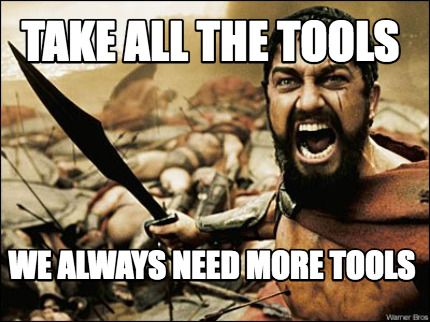 TAKE ALL THE TOOLS
WE ALWAYS NEED MORE TOOLS
Warner Bros